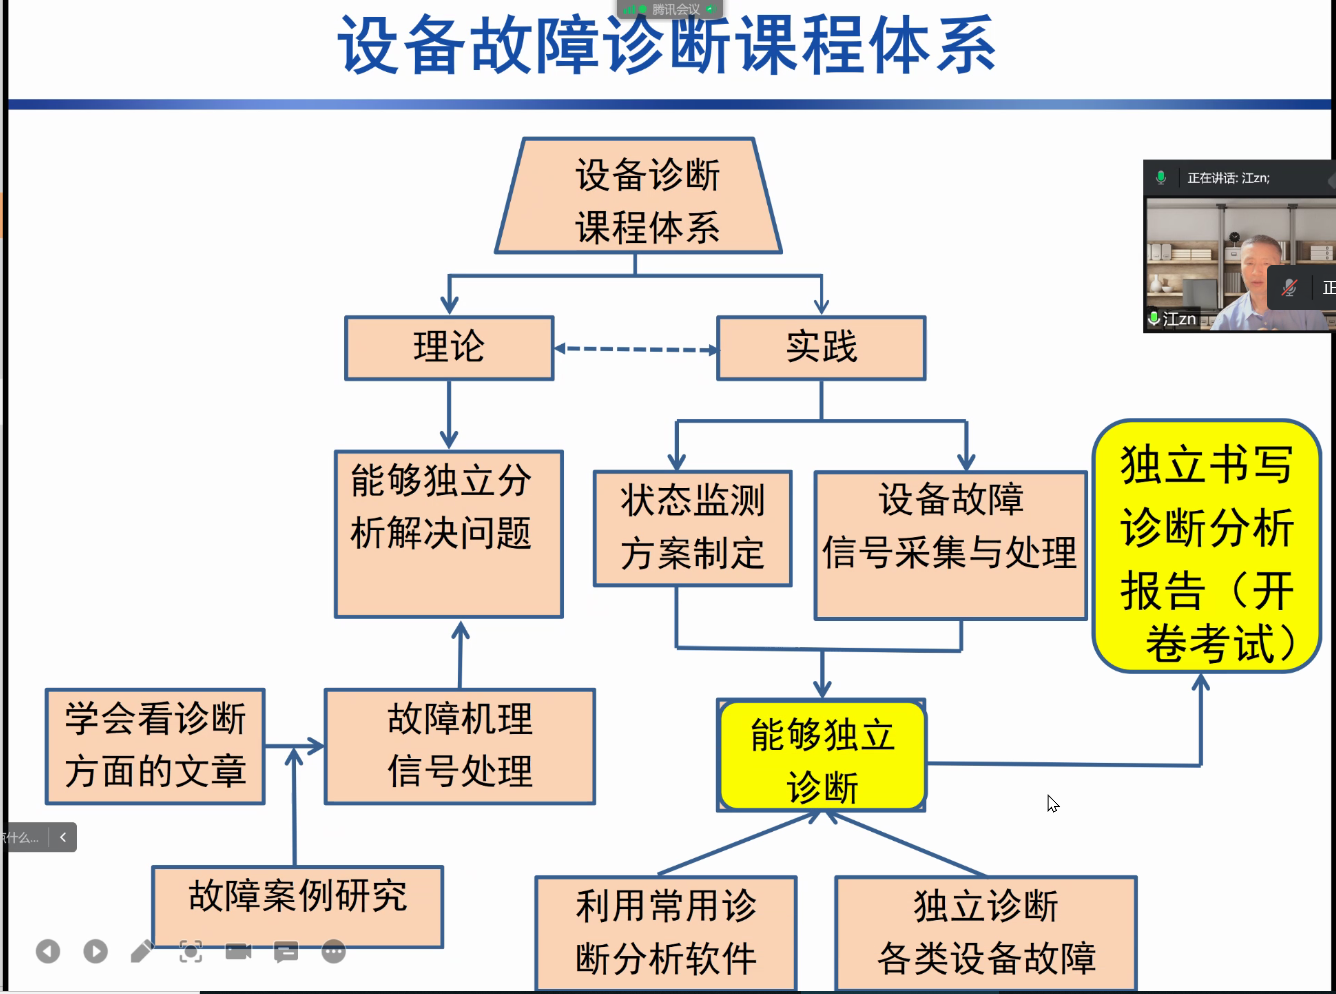 腾讯会议
设备故障诊断课程体系
设备诊断
课程体系
正在讲话: 江zn;
正
江zn
理论
实践
能够独立分
析解决问题
状态监测
方案制定
设备故障
信号采集与处理
独立书写
诊断分析
报告（开
卷考试）
学会看诊断
方面的文章
故障机理
信号处理
能够独立
诊断
什么...
故障案例研究
利用常用诊
断分析软件
独立诊断
各类设备故障